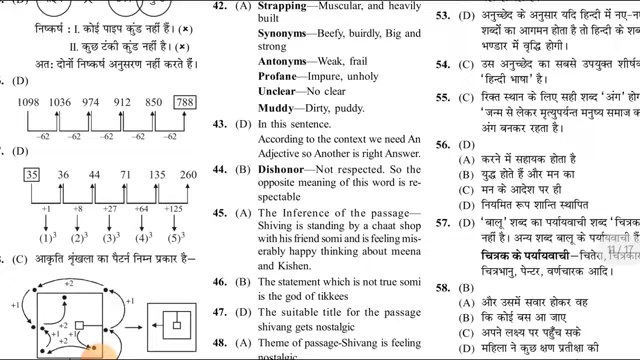 निष्कर्ष : I. कोई पाइप कुंड नहीं हैं। (×)
II. कुछ टंकी कुंड नहीं है। (×)
अत: दोनों निष्कर्ष अनुसरण नहीं करते हैं।
(D)
1098 1036 974 912 850 788
−62 −62 −62 −62 −62
(D)
35 36 44 71 135 260
+1 +8 +27 +64 +125
(1)³ (2)³ (3)³ (4)³ (5)³
(C) आकृति शृंखला का पैटर्न निम्न प्रकार है–
+2
+1 +1
+2
+1 +1
+2
42. (A) Strapping—Muscular, and heavily
built
Synonyms—Beefy, buirdly, Big and
strong
Antonyms—Weak, frail
Profane—Impure, unholy
Unclear—No clear
Muddy—Dirty, puddy.
43. (D) In this sentence.
According to the context we need An
Adjective so Another is right Answer.
44. (B) Dishonor—Not respected. So the
opposite meaning of this word is re-
spectable
45. (A) The Inference of the passage—
Shiving is standing by a chaat shop
with his friend somi and is feeling mis-
erably happy thinking about meena
and Kishen.
46. (B) The statement which is not true somi
is the god of tikkees
47. (D) The suitable title for the passage
shivang gets nostalgic
48. (A) Theme of passage-Shivang is feeling
nostalgic
53. (D) अनुच्छेद के अनुसार यदि हिन्दी में नए-नए
शब्दों का आगमन होता है तो हिन्दी के शब्द
भण्डार में वृद्धि होगी।
54. (C) उस अनुच्छेद का सबसे उपयुक्त शीर्षक
'हिन्दी भाषा' है।
55. (C) रिक्त स्थान के लिए सही शब्द 'अंग' होगा
'जन्म से लेकर मृत्युपर्यन्त मनुष्य समाज का
अंग बनकर रहता है।
56. (D)
(A) करने में सहायक होता है
(B) युद्ध होते हैं और मन का
(C) मन के आदेश पर ही
(D) नियमित रूप शान्ति स्थापित
57. (D) 'बालू' शब्द का पर्यायवाची शब्द 'चित्रक'
नहीं है। अन्य शब्द बालू के पर्यायवाची हैं
11 / 17
चित्रक के पर्यायवाची–चितेरा, चित्रकार
चित्रभानु, पेन्टर, वर्णचारक आदि।
58. (B)
(A) और उसमें सवार होकर वह
(B) कि कोई बस आ जाए
(C) अपने लक्ष्य पर पहुँच सके
(D) महिला ने कुछ क्षण प्रतीक्षा की